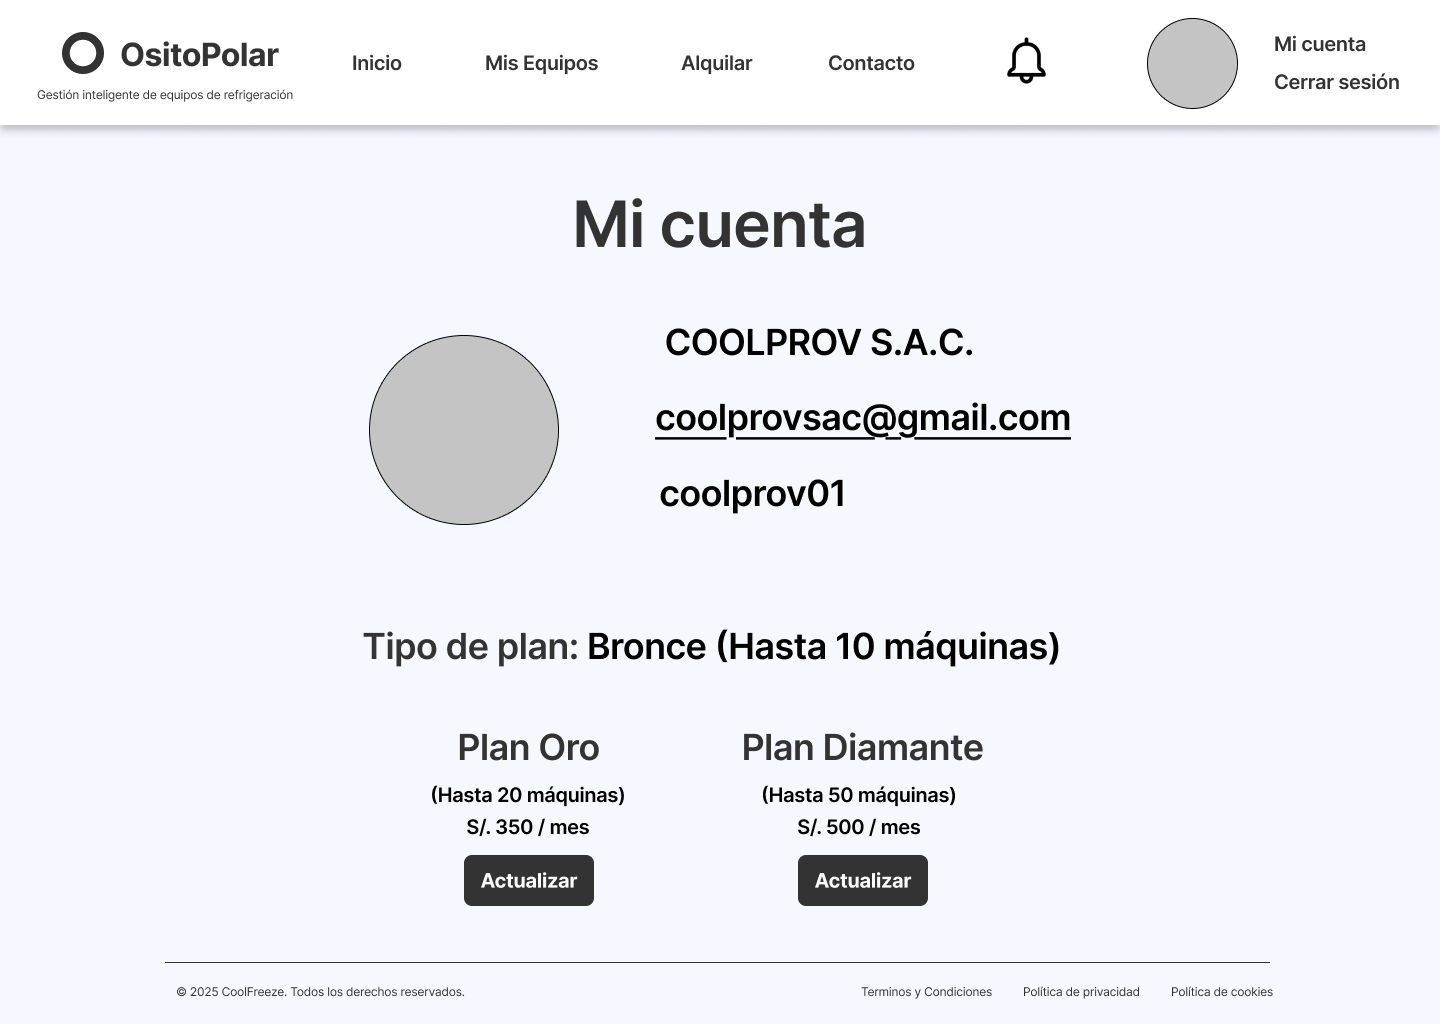 OsitoPolar
Gestión inteligente de equipos de refrigeración
Inicio
Mis Equipos
Alquilar
Contacto
Mi cuenta
Cerrar sesión
Mi cuenta
COOLPROV S.A.C.
coolprovsac@gmail.com
coolprov01
Tipo de plan: Bronce (Hasta 10 máquinas)
Plan Oro
(Hasta 20 máquinas)
S/. 350 / mes
Actualizar
Plan Diamante
(Hasta 50 máquinas)
S/. 500 / mes
Actualizar
© 2025 CoolFreeze. Todos los derechos reservados.
Terminos y Condiciones
Política de privacidad
Política de cookies